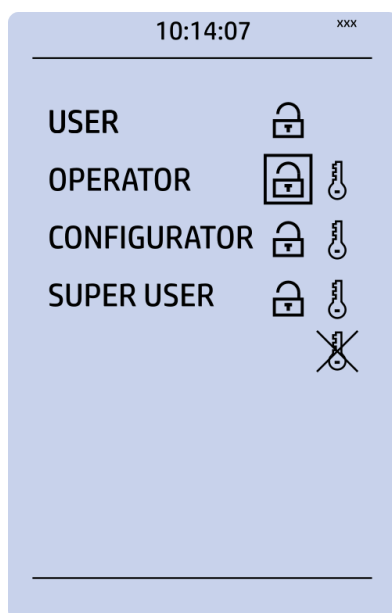 10:14:07 xxx
USER
OPERATOR
CONFIGURATOR
SUPER USER